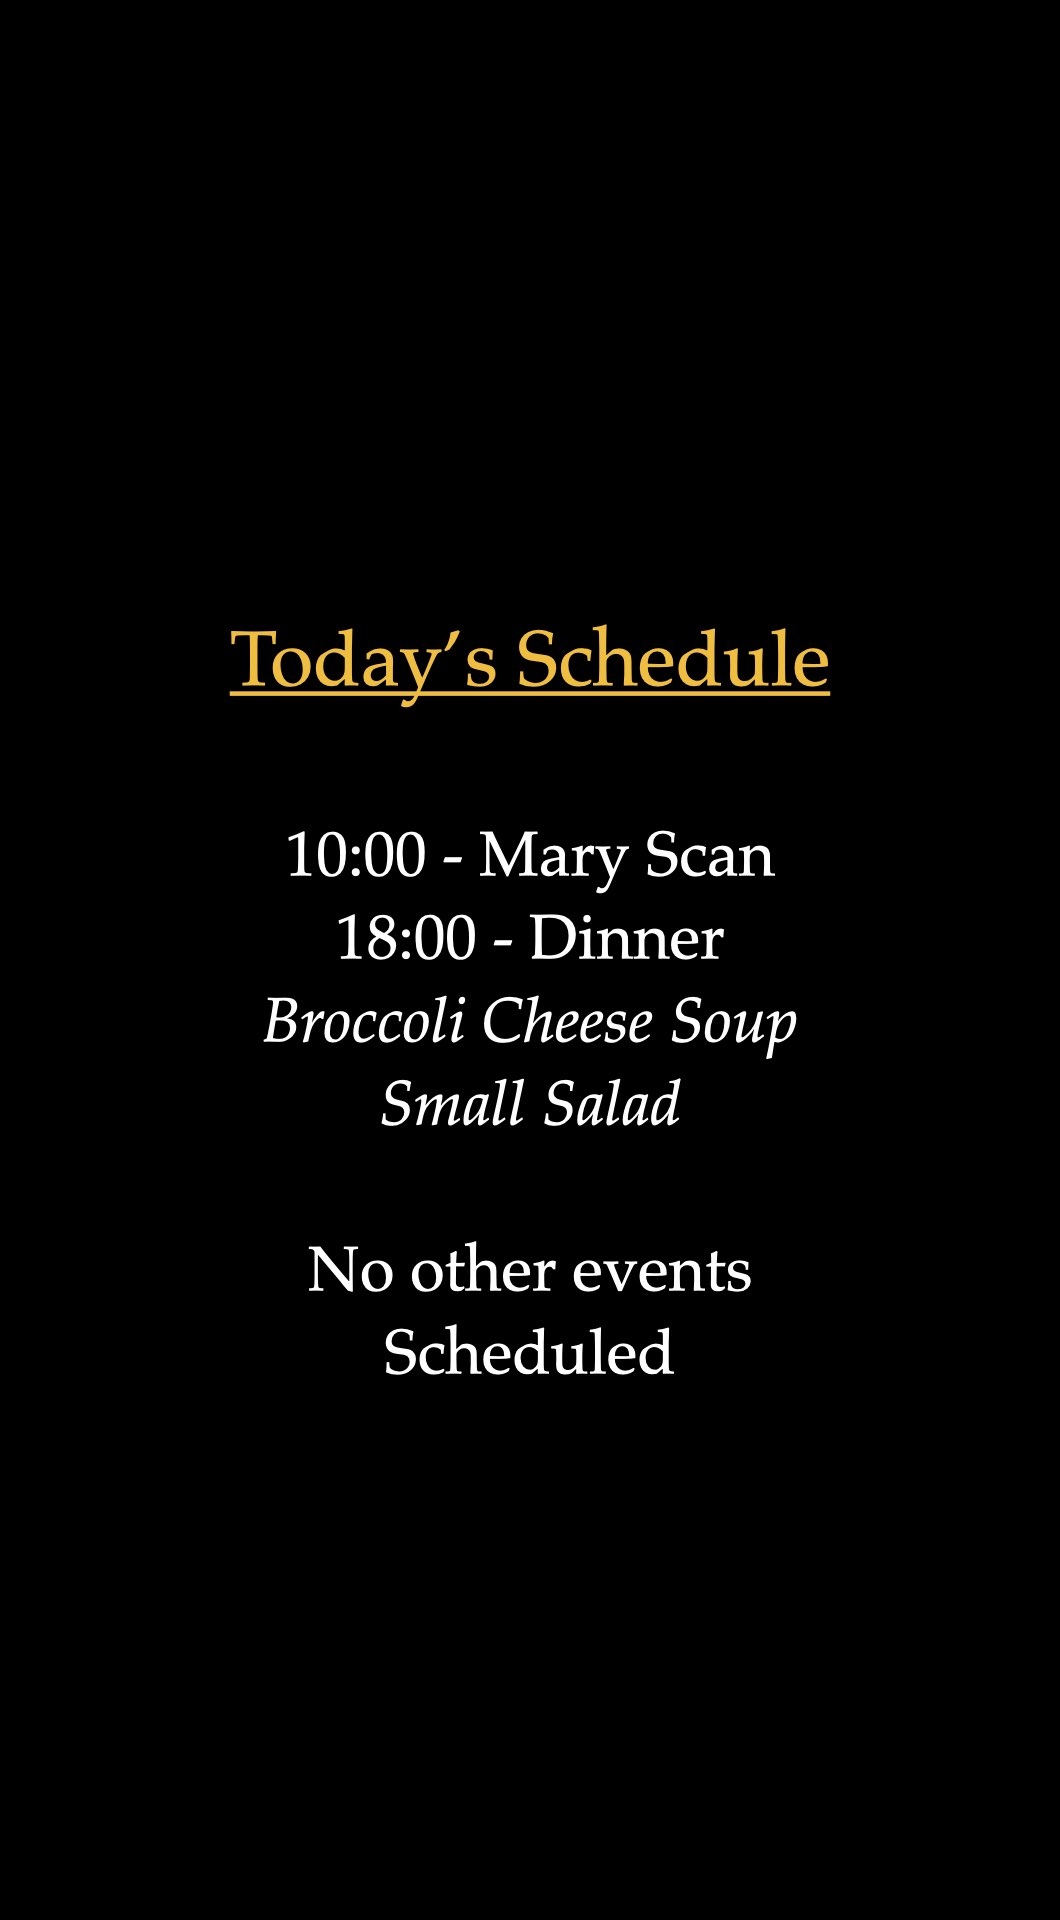 Today’s Schedule
10:00 - Mary Scan
18:00 - Dinner
Broccoli Cheese Soup
Small Salad
No other events
Scheduled